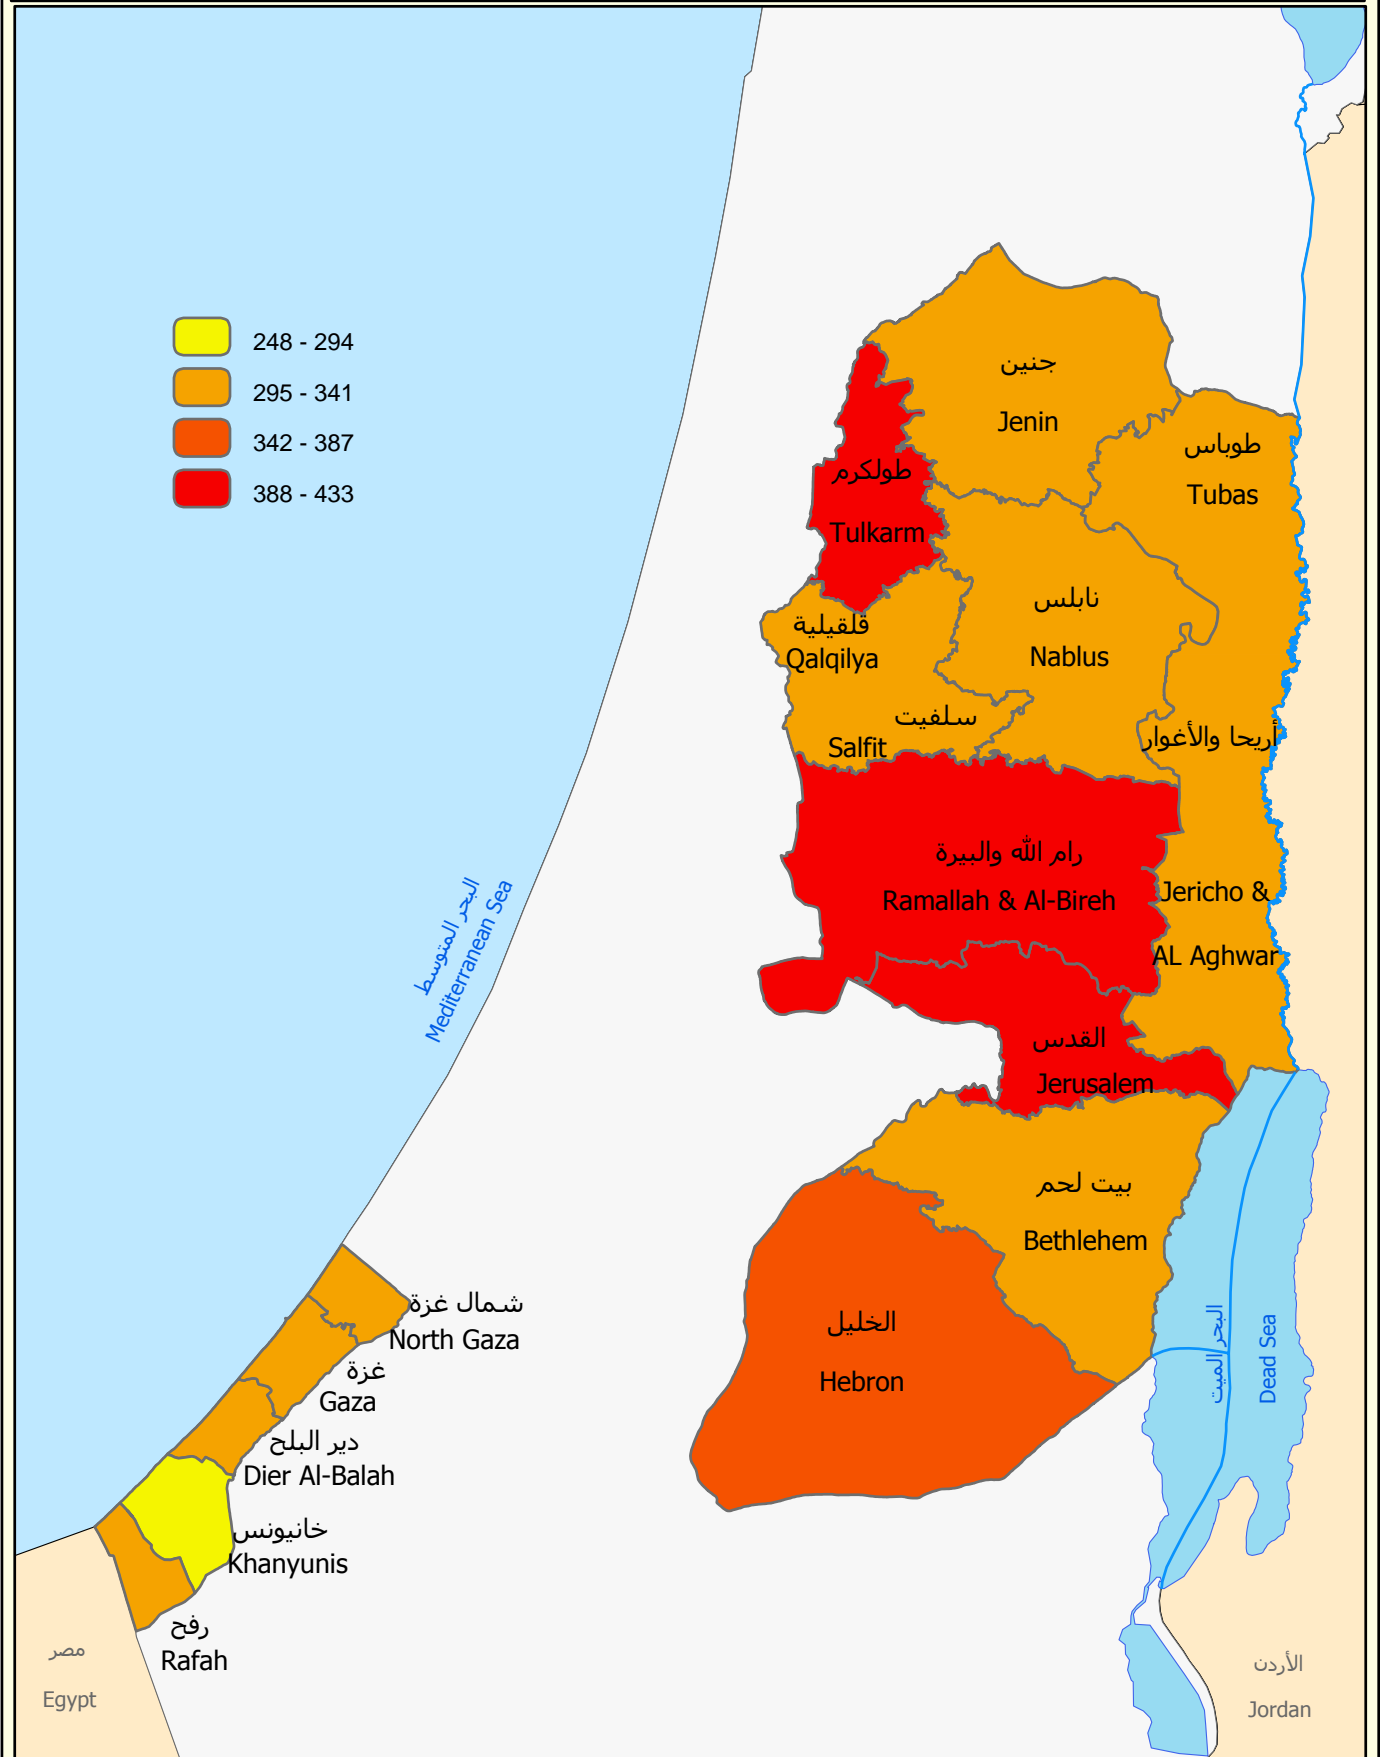 248 - 294
295 - 341
342 - 387
388 - 433
جنين
Jenin
طوباس
Tubas
طولكرم
Tulkarm
نابلس
Nablus
قلقيلية
Qalqilya
سلفيت
Salfit
أريحا والأغوار
Jericho &
AL Aghwar
رام الله والبيرة
Ramallah & Al-Bireh
القدس
Jerusalem
بيت لحم
Bethlehem
الخليل
Hebron
البحر المتوسط
Mediterranean Sea
البحر الميت
Dead Sea
شمال غزة
North Gaza
غزة
Gaza
دير البلح
Dier Al-Balah
خانيونس
Khanyunis
رفح
Rafah
مصر
Egypt
الأردن
Jordan